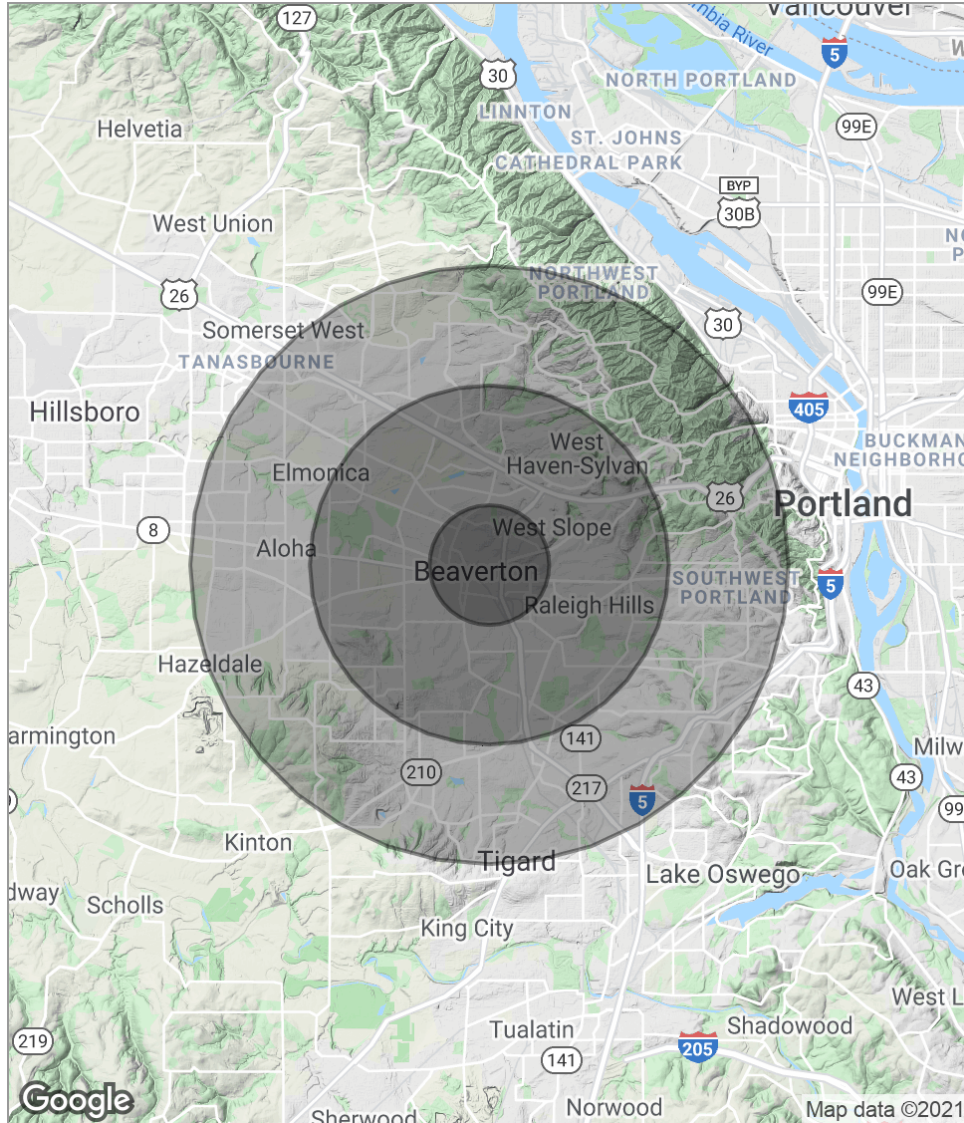 127
Vancouver
5
Columbia River
30
NORTH PORTLAND
LINNTON
99E
Helvetia
ST. JOHNS
CATHEDRAL PARK
BYP
30B
West Union
NORTHWEST
PORTLAND
26
99E
30
Somerset West
TANASBOURNE
Hillsboro
405
West
Haven-Sylvan
BUCKMAN
NEIGHBORHO
Elmonica
26
Portland
8
West Slope
Aloha
Beaverton
SOUTHWEST
PORTLAND
5
Raleigh Hills
Hazeldale
43
armington
141
Milw
210
217
5
43
99
Kinton
Tigard
Lake Oswego
Oak Gro
dway
Scholls
King City
West L
Tualatin
Shadowood
219
141
205
Google
Sherwood
Norwood
Map data ©2021